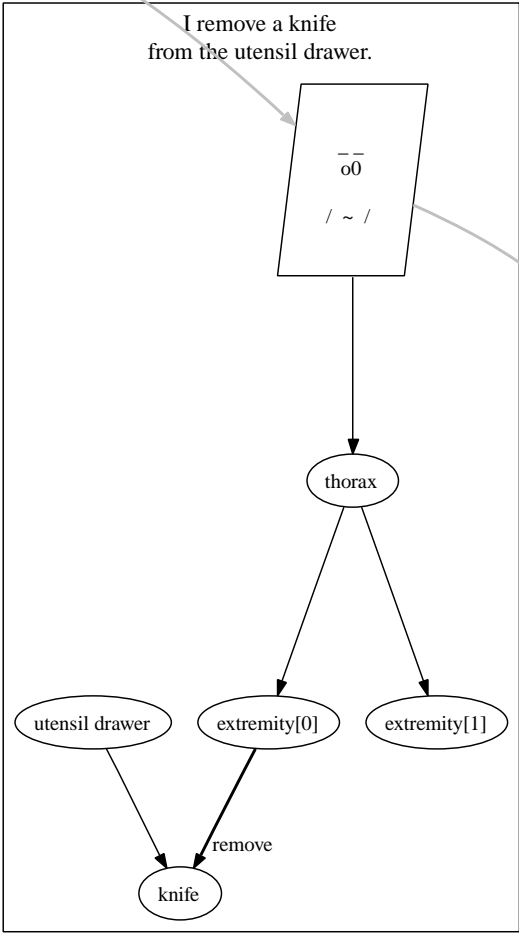 I remove a knife
from the utensil drawer.
_ _
o0
/ ~ /
thorax
utensil drawer
extremity[0]
extremity[1]
remove
knife